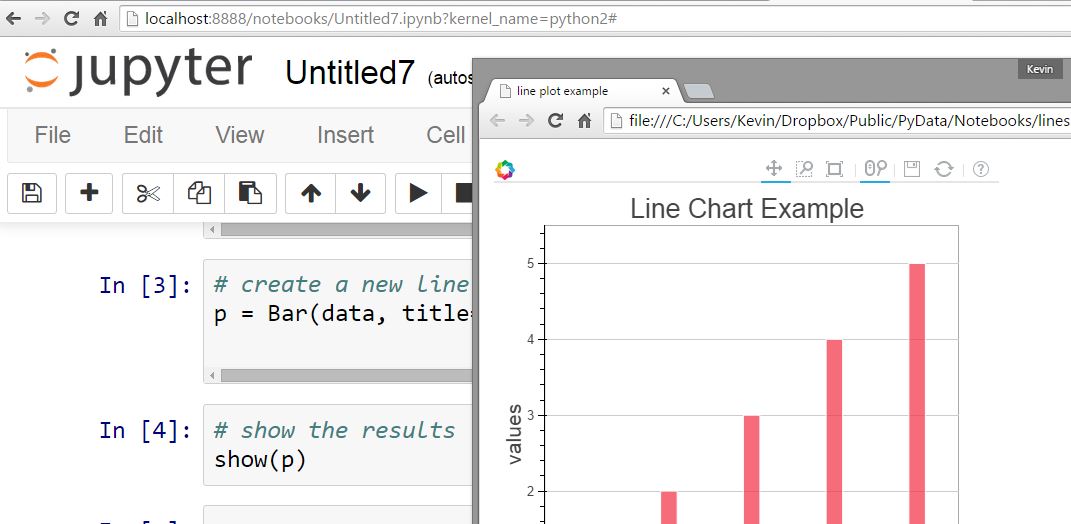 localhost:8888/notebooks/Untitled7.ipynb?kernel_name=python2#
jupyter Untitled7 (autos
File Edit View Insert Cell
In [3]: # create a new line
p = Bar(data, title=
In [4]: # show the results
show(p)
Kevin
line plot example
file:///C:/Users/Kevin/Dropbox/Public/PyData/Notebooks/lines
Line Chart Example
5
4
3
2
values